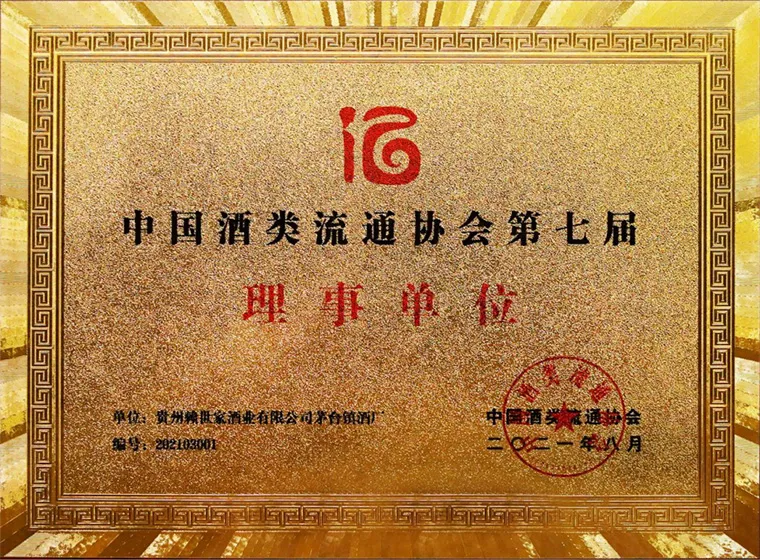 中国酒类流通协会第七届
理事单位
单位：贵州赖世家酒业有限公司茅台镇酒厂
编号：202103001
中国酒类流通协会
二〇二一年八月